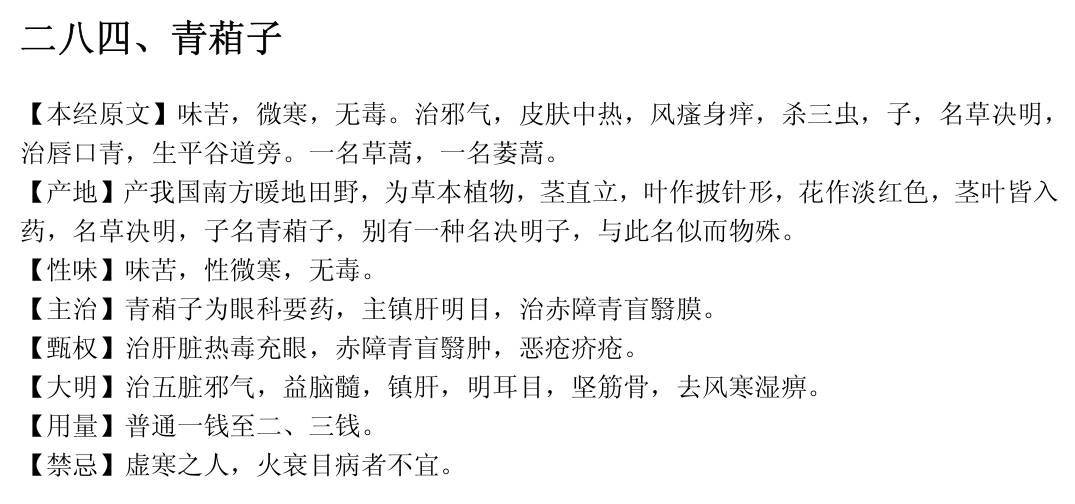 二八四、青葙子
【本经原文】味苦，微寒，无毒。治邪气，皮肤中热，风瘙身痒，杀三虫，子，名草决明，
治唇口青，生平谷道旁。一名草蒿，一名萎蒿。
【产地】产我国南方暖地田野，为草本植物，茎直立，叶作披针形，花作淡红色，茎叶皆入
药，名草决明，子名青葙子，别有一种名决明子，与此名似而物殊。
【性味】味苦，性微寒，无毒。
【主治】青葙子为眼科要药，主镇肝明目，治赤障青盲翳膜。
【甄权】治肝脏热毒充眼，赤障青盲翳肿，恶疮疥疮。
【大明】治五脏邪气，益脑髓，镇肝，明耳目，坚筋骨，去风寒湿痹。
【用量】普通一钱至二、三钱。
【禁忌】虚寒之人，火衰目病者不宜。